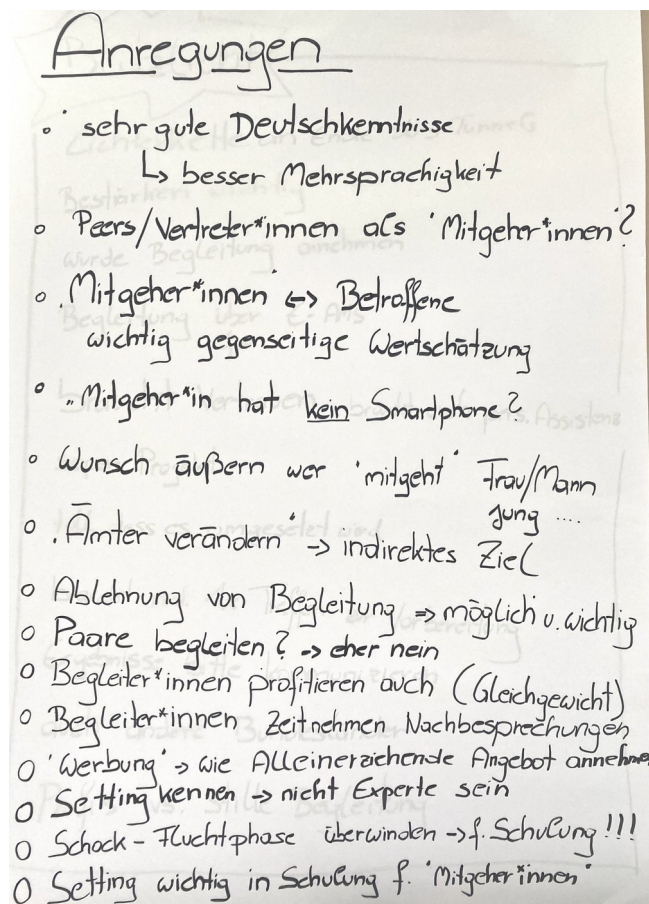 Anregungen
° sehr gute Deutschkenntnisse
↳ besser Mehrsprachigkeit
° Peers/Vertreter*innen als 'Mitgeher*innen'?
° 'Mitgeher*innen' <-> Betroffene
wichtig gegenseitige Wertschätzung
° "Mitgeher*in hat kein Smartphone?
° Wunsch äußern wer 'mitgeht' Frau/Mann
Jung ....
° 'Ämter verändern' -> indirektes Ziel
° Ablehnung von Begleitung => möglich u. wichtig
° Paare begleiten? -> eher nein
° Begleiter*innen profitieren auch (Gleichgewicht)
° Begleiter*innen Zeitnehmen Nachbesprechungen
° 'Werbung' -> wie Alleinerziehende Angebot annehmen
° Setting kennen -> nicht Experte sein
° Schock - Fluchtphase überwinden -> f. Schulung!!!
° Setting wichtig in Schulung f. 'Mitgeher*innen'